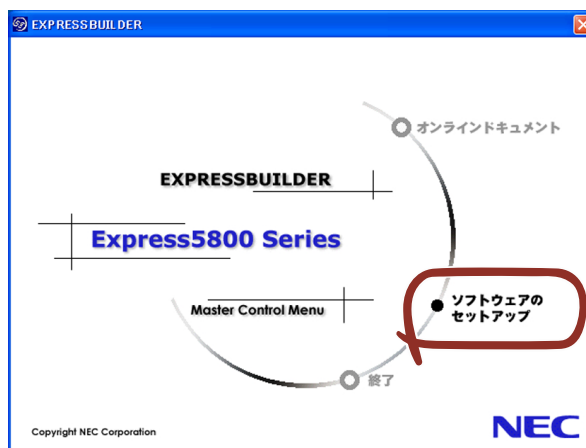 EXPRESSBUILDER
オンラインドキュメント
EXPRESSBUILDER
Express5800 Series
Master Control Menu
ソフトウェアの
セットアップ
終了
Copyright NEC Corporation
NEC